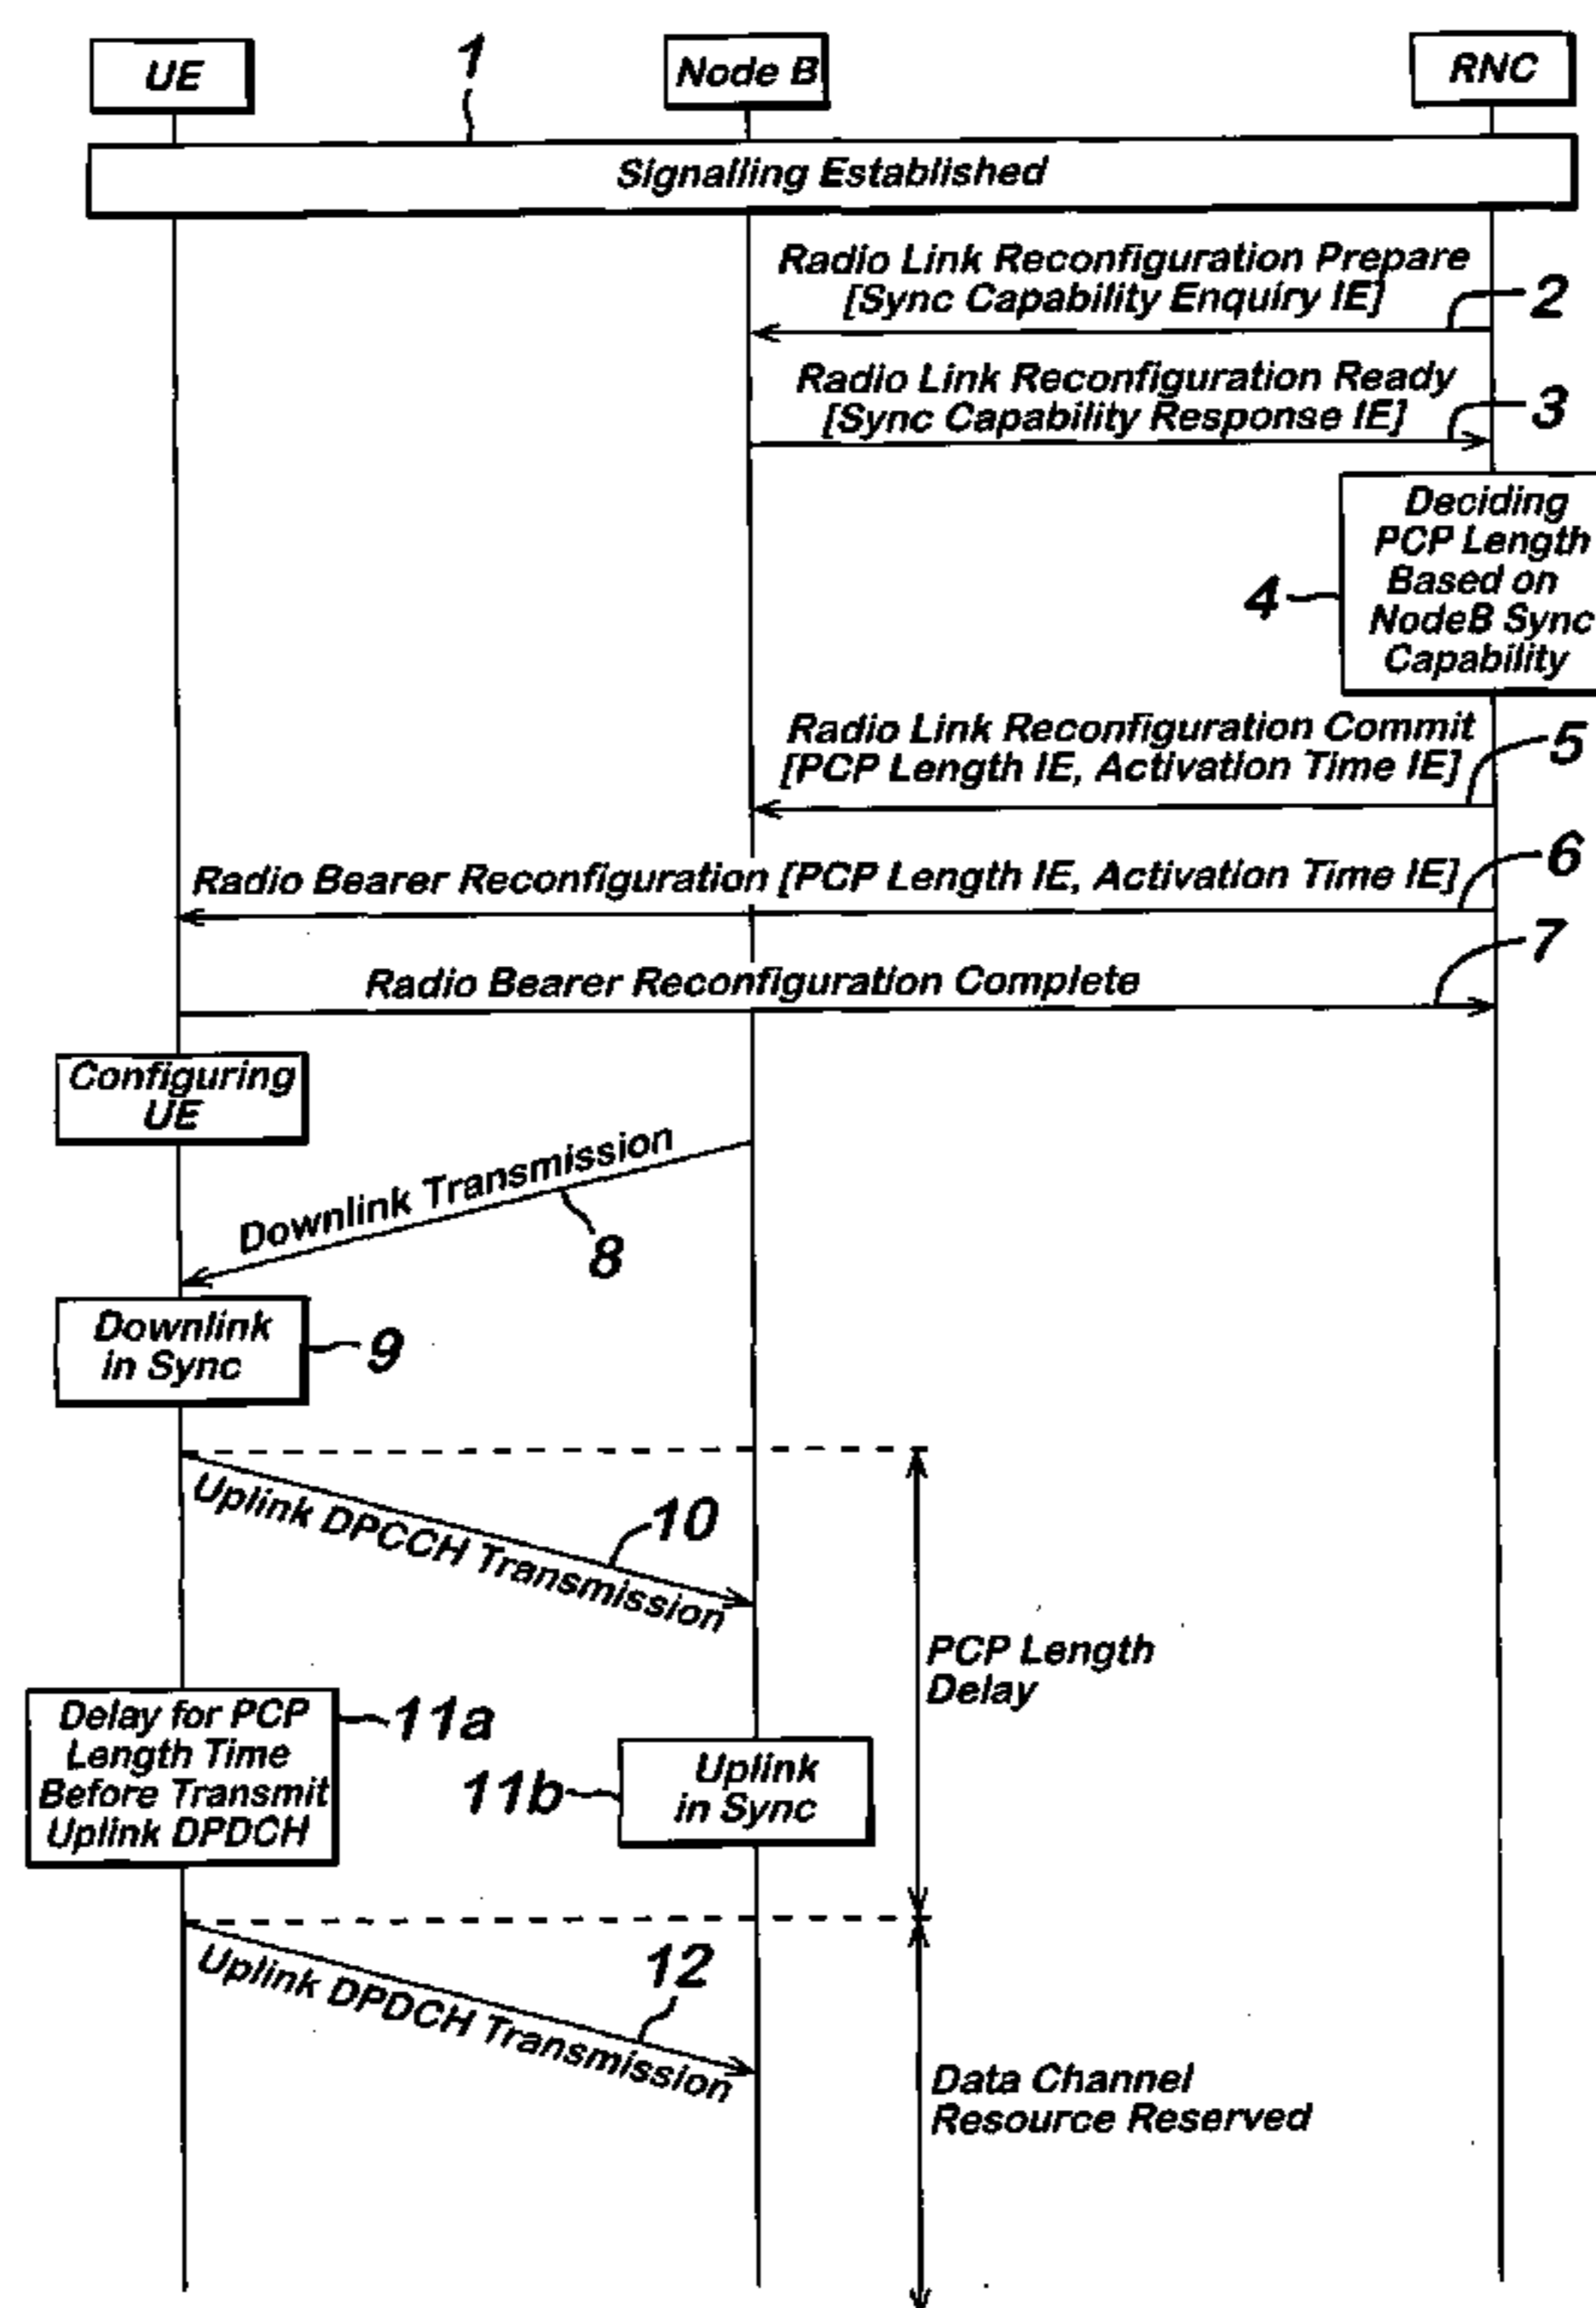 UE
1
Node B
RNC
Signalling Established
Radio Link Reconfiguration Prepare
[Sync Capability Enquiry IE]
2
Radio Link Reconfiguration Ready
[Sync Capability Response IE]
3
Deciding
PCP Length
Based on
NodeB Sync
Capability
4
Radio Link Reconfiguration Commit
[PCP Length IE, Activation Time IE]
5
Radio Bearer Reconfiguration [PCP Length IE, Activation Time IE]
6
Radio Bearer Reconfiguration Complete
7
Configuring
UE
Downlink Transmission
8
Downlink
in Sync
9
Uplink DPCCH Transmission
10
PCP Length
Delay
Delay for PCP
Length Time
Before Transmit
Uplink DPDCH
11a
11b
Uplink
in Sync
Uplink DPDCH Transmission
12
Data Channel
Resource Reserved